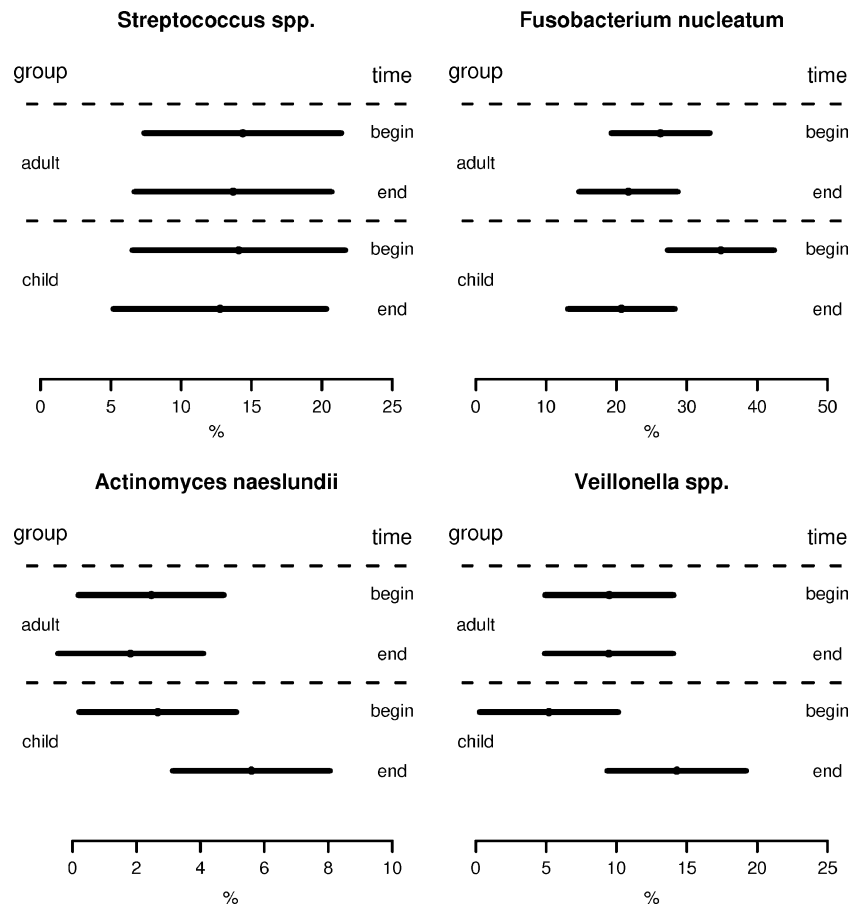 Streptococcus spp.
group time
begin
adult
end
begin
child
end
0 5 10 15 20 25
%
Fusobacterium nucleatum
group time
begin
adult
end
begin
child
end
0 10 20 30 40 50
%
Actinomyces naeslundii
group time
begin
adult
end
begin
child
end
0 2 4 6 8 10
%
Veillonella spp.
group time
begin
adult
end
begin
child
end
0 5 10 15 20 25
%